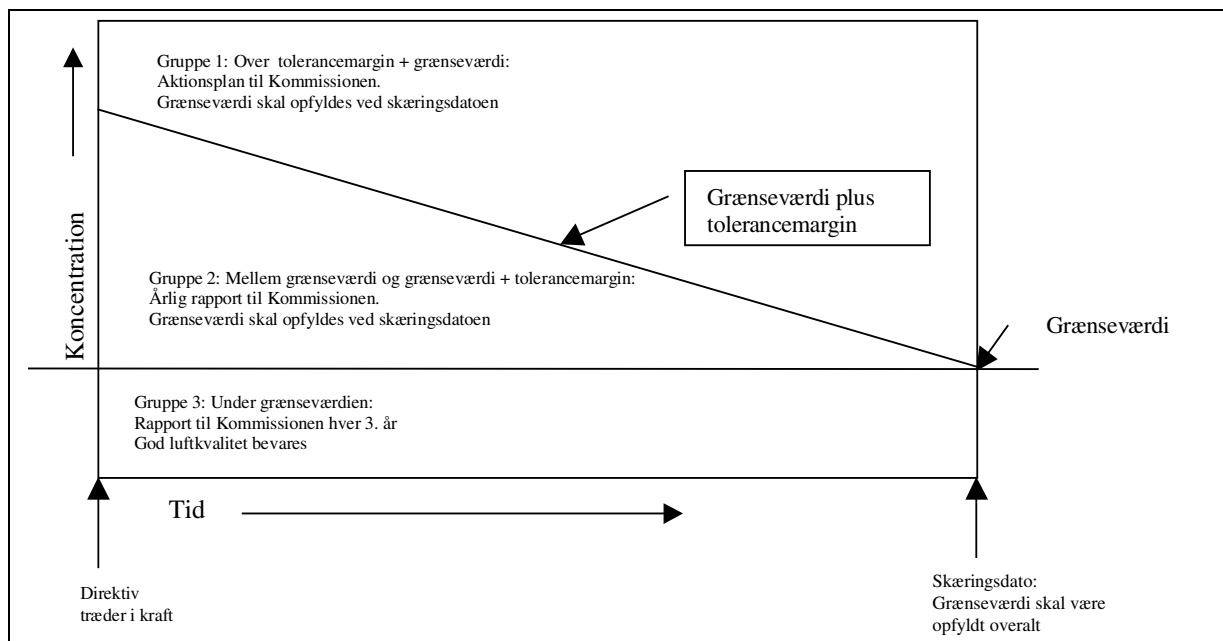 Gruppe 1: Over tolerancemargin + grænseværdi:
Aktionsplan til Kommissionen.
Grænseværdi skal opfyldes ved skæringsdatoen
Grænseværdi plus
tolerancemargin
Koncentration
Gruppe 2: Mellem grænseværdi og grænseværdi + tolerancemargin:
Årlig rapport til Kommissionen.
Grænseværdi skal opfyldes ved skæringsdatoen
Grænseværdi
Gruppe 3: Under grænseværdien:
Rapport til Kommissionen hver 3. år
God luftkvalitet bevares
Tid
Direktiv
træder i kraft
Skæringsdato:
Grænseværdi skal være
opfyldt overalt